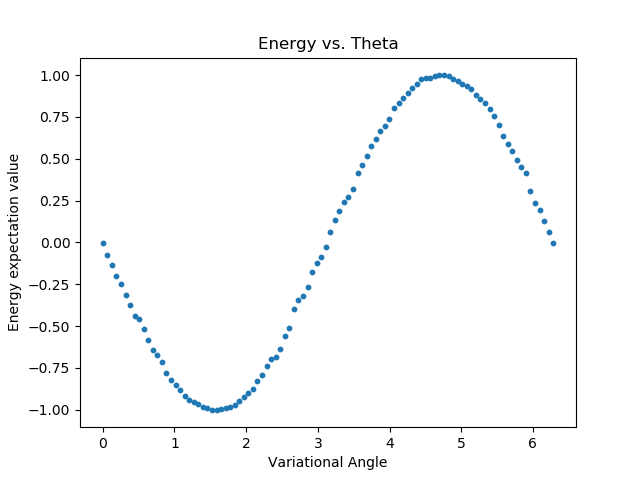 Energy vs. Theta
1.00
0.75
0.50
0.25
0.00
−0.25
−0.50
−0.75
−1.00
Energy expectation value
0 1 2 3 4 5 6
Variational Angle